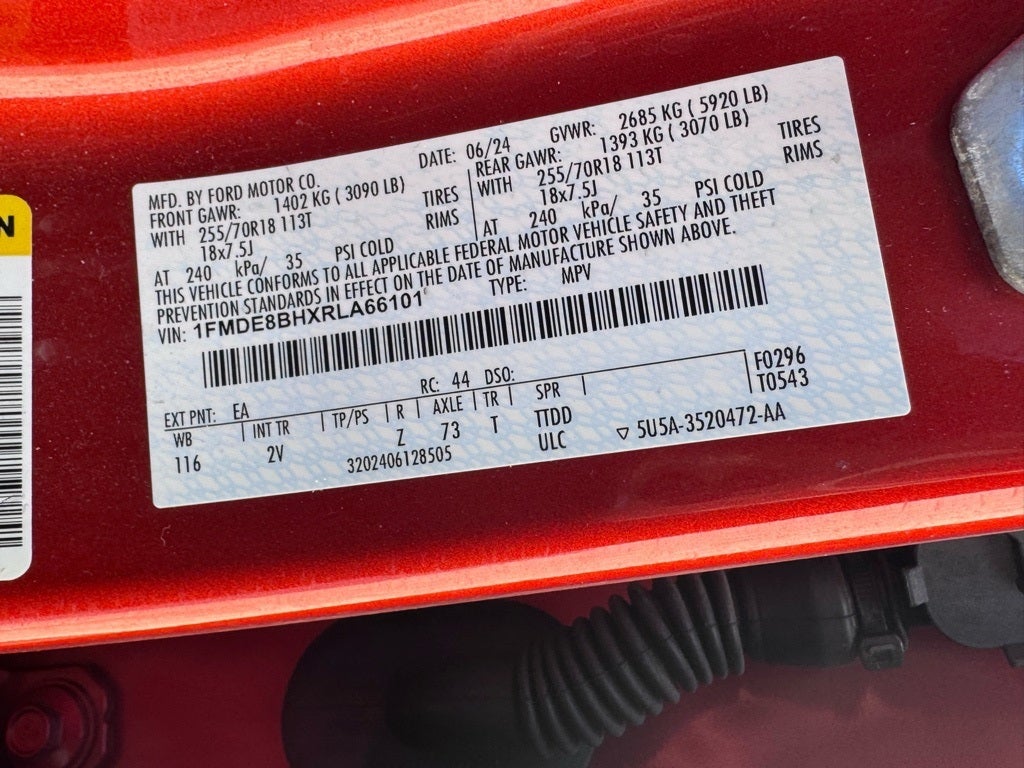 N
MFD. BY FORD MOTOR CO.
DATE: 06/24 GVWR: 2685 KG ( 5920 LB)
FRONT GAWR: 1402 KG ( 3090 LB)
WITH 255/70R18 113T TIRES
18x7.5J RIMS
AT 240 kPa/ 35 PSI COLD
REAR GAWR: 1393 KG ( 3070 LB)
WITH 255/70R18 113T TIRES
18x7.5J RIMS
AT 240 kPa/ 35 PSI COLD
THIS VEHICLE CONFORMS TO ALL APPLICABLE FEDERAL MOTOR VEHICLE SAFETY AND THEFT
PREVENTION STANDARDS IN EFFECT ON THE DATE OF MANUFACTURE SHOWN ABOVE.
VIN: 1FMDE8BHXRLA66101 TYPE: MPV
EXT PNT: EA RC: 44 DSO: F0296
WB INT TR TP/PS R AXLE TR SPR T0543
116 2V Z 73 T TTDD
3202406128505 ULC ▽ 5U5A-3520472-AA